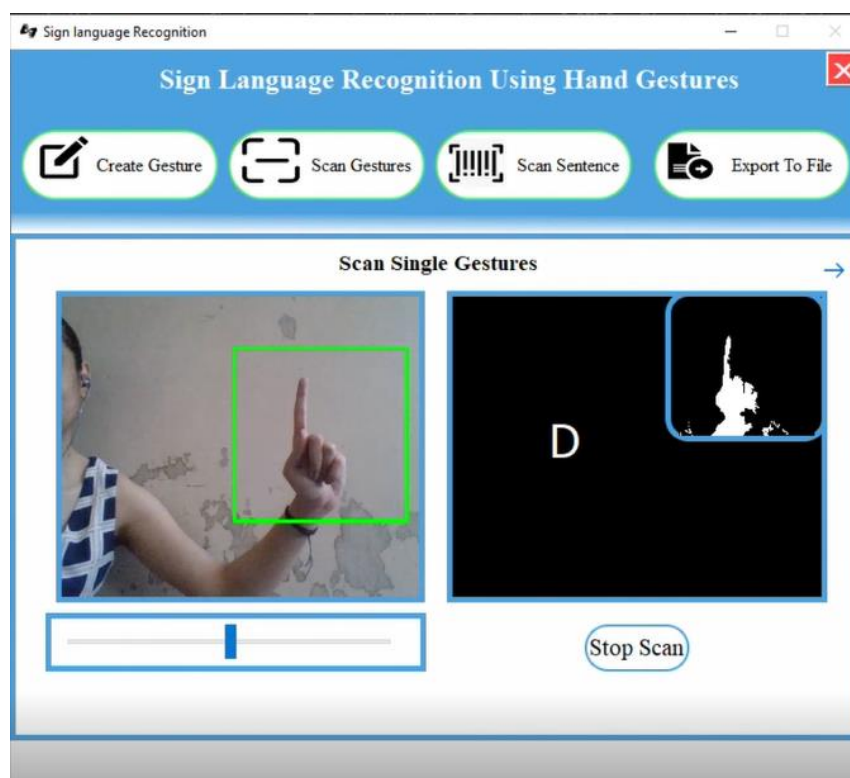 Sign language Recognition
Sign Language Recognition Using Hand Gestures
Create Gesture
Scan Gestures
Scan Sentence
Export To File
Scan Single Gestures
D
Stop Scan